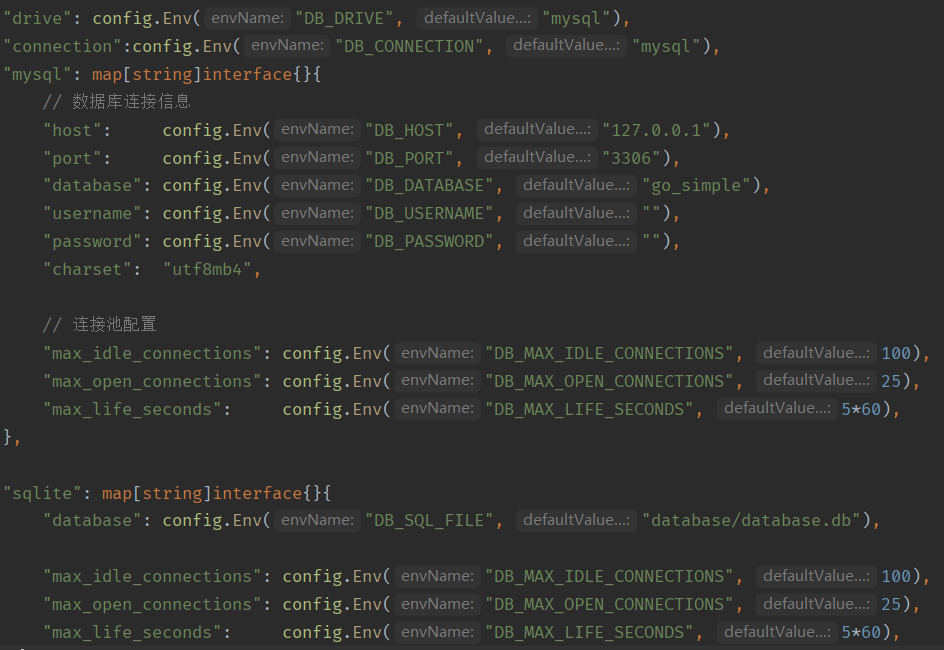 "drive": config.Env( envName: "DB_DRIVE", defaultValue...: "mysql"),
"connection":config.Env( envName: "DB_CONNECTION", defaultValue...: "mysql"),
"mysql": map[string]interface{}{
    // 数据库连接信息
    "host":     config.Env( envName: "DB_HOST", defaultValue...: "127.0.0.1"),
    "port":     config.Env( envName: "DB_PORT", defaultValue...: "3306"),
    "database": config.Env( envName: "DB_DATABASE", defaultValue...: "go_simple"),
    "username": config.Env( envName: "DB_USERNAME", defaultValue...: ""),
    "password": config.Env( envName: "DB_PASSWORD", defaultValue...: ""),
    "charset":  "utf8mb4",
    // 连接池配置
    "max_idle_connections": config.Env( envName: "DB_MAX_IDLE_CONNECTIONS", defaultValue...: 100),
    "max_open_connections": config.Env( envName: "DB_MAX_OPEN_CONNECTIONS", defaultValue...: 25),
    "max_life_seconds":     config.Env( envName: "DB_MAX_LIFE_SECONDS", defaultValue...: 5*60),
},
"sqlite": map[string]interface{}{
    "database": config.Env( envName: "DB_SQL_FILE", defaultValue...: "database/database.db"),
    "max_idle_connections": config.Env( envName: "DB_MAX_IDLE_CONNECTIONS", defaultValue...: 100),
    "max_open_connections": config.Env( envName: "DB_MAX_OPEN_CONNECTIONS", defaultValue...: 25),
    "max_life_seconds":     config.Env( envName: "DB_MAX_LIFE_SECONDS", defaultValue...: 5*60),